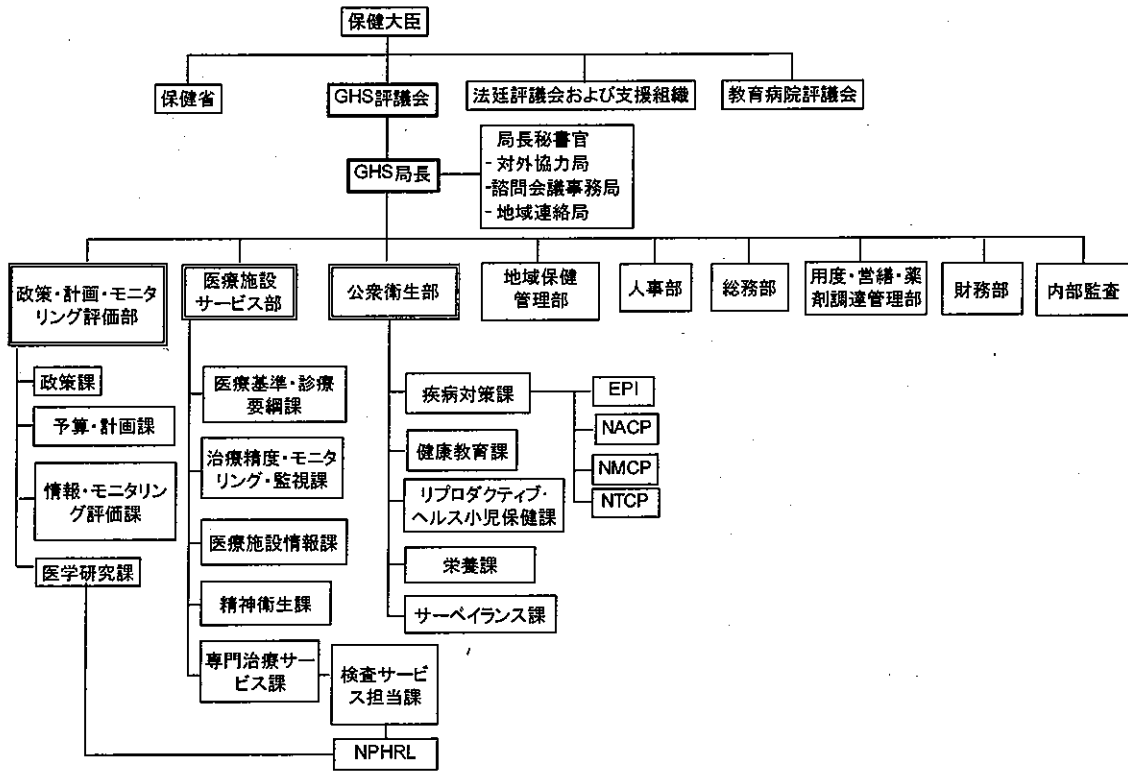 保健大臣
保健省
GHS評議会
法廷評議会および支援組織
教育病院評議会
GHS局長
局長秘書官
- 対外協力局
-諮問会議事務局
- 地域連絡局
政策・計画・モニタ
リング評価部
医療施設
サービス部
公衆衛生部
地域保健
管理部
人事部
総務部
用度・営繕・薬
剤調達管理部
財務部
内部監査
政策課
予算・計画課
情報・モニタリン
グ評価課
医学研究課
医療基準・診療
要綱課
治療精度・モニタ
リング・監視課
医療施設情報課
精神衛生課
専門治療サー
ビス課
検査サービ
ス担当課
NPHRL
疾病対策課
健康教育課
リプロダクティブ・
ヘルス小児保健課
栄養課
サーベイランス課
EPI
NACP
NMCP
NTCP